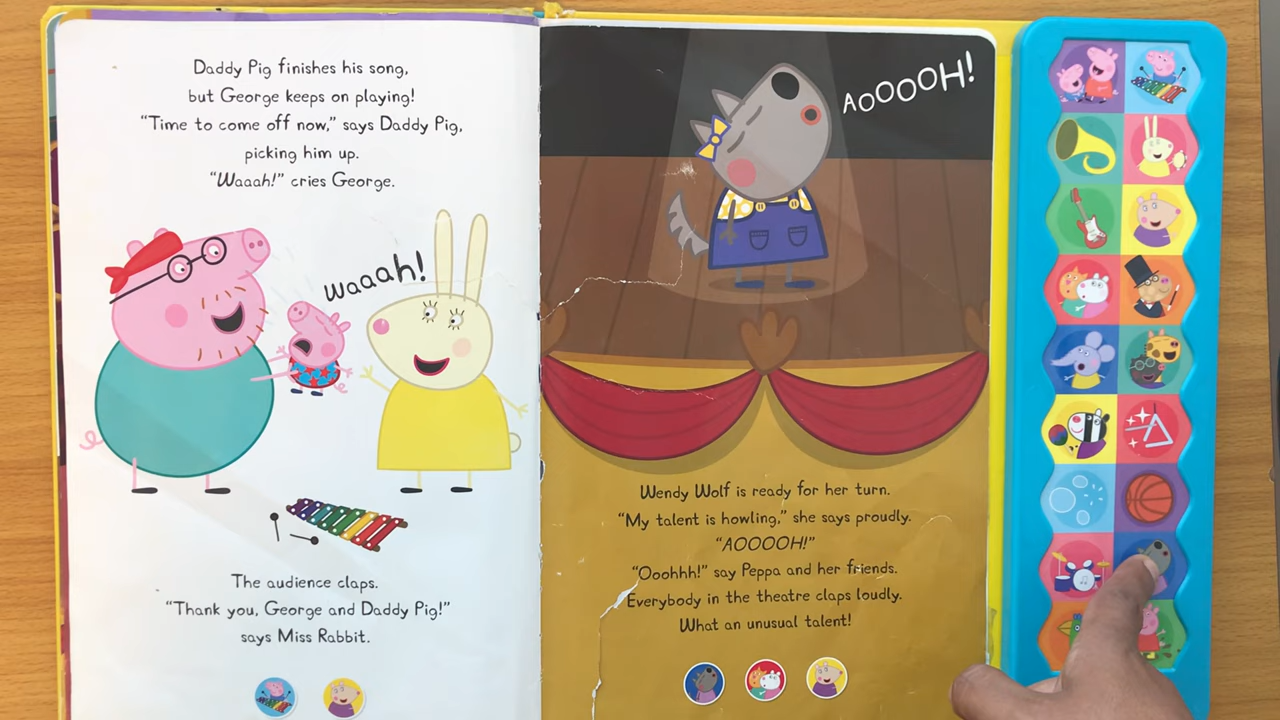 Daddy Pig finishes his song,
but George keeps on playing!
“Time to come off now,” says Daddy Pig,
picking him up.
“Waaah!” cries George.
waaah!
The audience claps.
“Thank you, George and Daddy Pig!”
says Miss Rabbit.
AOOOOH!
Wendy Wolf is ready for her turn.
“My talent is howling,” she says proudly.
“AOOOOH!”
“Ooohhh!” say Peppa and her friends.
Everybody in the theatre claps loudly.
What an unusual talent!